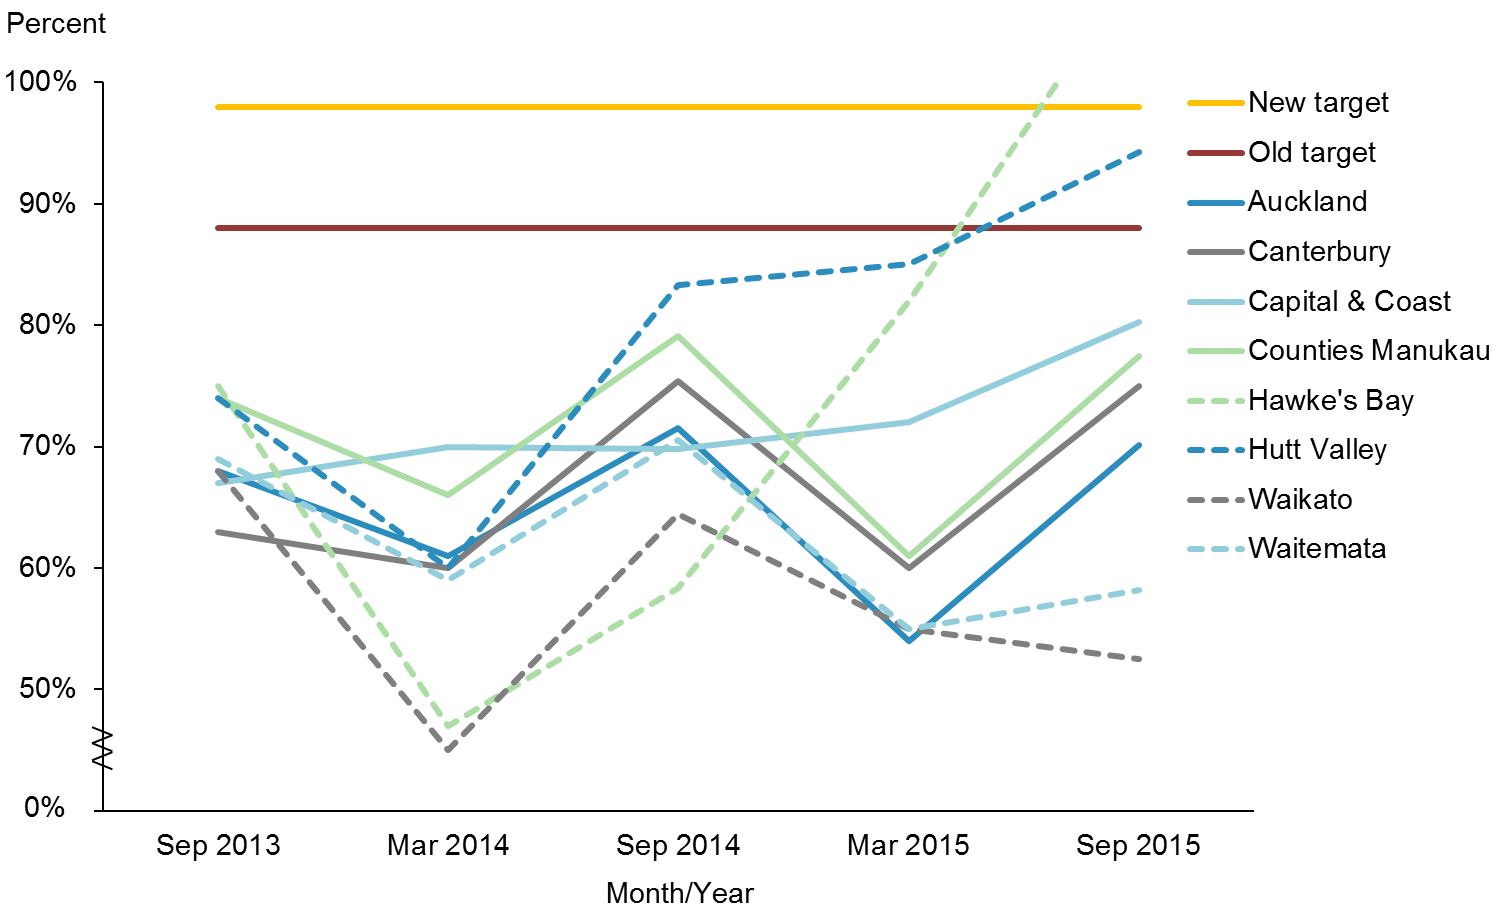 Percent
100%
90%
80%
70%
60%
50%
0%
Sep 2013
Mar 2014
Sep 2014
Mar 2015
Sep 2015
Month/Year
New target
Old target
Auckland
Canterbury
Capital & Coast
Counties Manukau
Hawke's Bay
Hutt Valley
Waikato
Waitemata